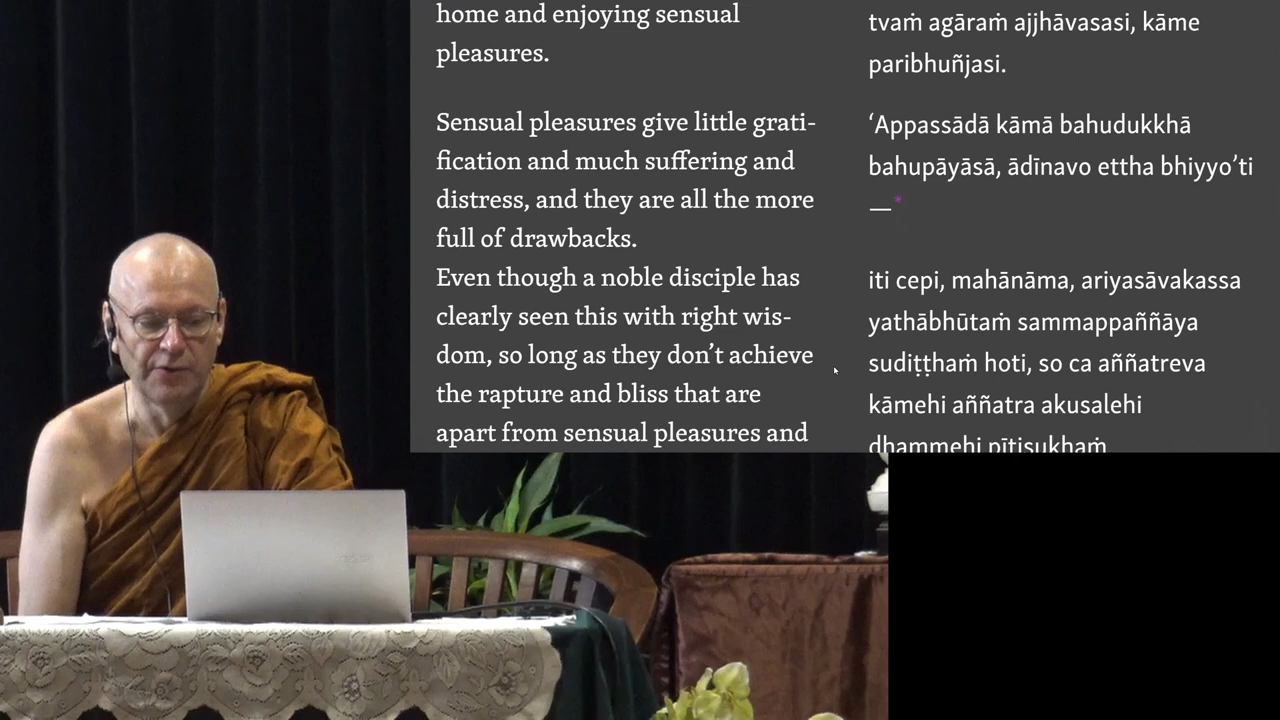 home and enjoying sensual
pleasures.
Sensual pleasures give little grati-
fication and much suffering and
distress, and they are all the more
full of drawbacks.
Even though a noble disciple has
clearly seen this with right wis-
dom, so long as they don’t achieve
the rapture and bliss that are
apart from sensual pleasures and
tvaṁ agāraṁ ajjhāvasasi, kāme
paribhuñjasi.
‘Appassādā kāmā bahudukkhā
bahupāyāsā, ādīnavo ettha bhiyyo’ti
—*
iti cepi, mahānāma, ariyasāvakassa
yathābhūtaṁ sammappaññāya
sudiṭṭhaṁ hoti, so ca aññatreva
kāmehi aññatra akusalehi
dhammehi pītisukhaṁ